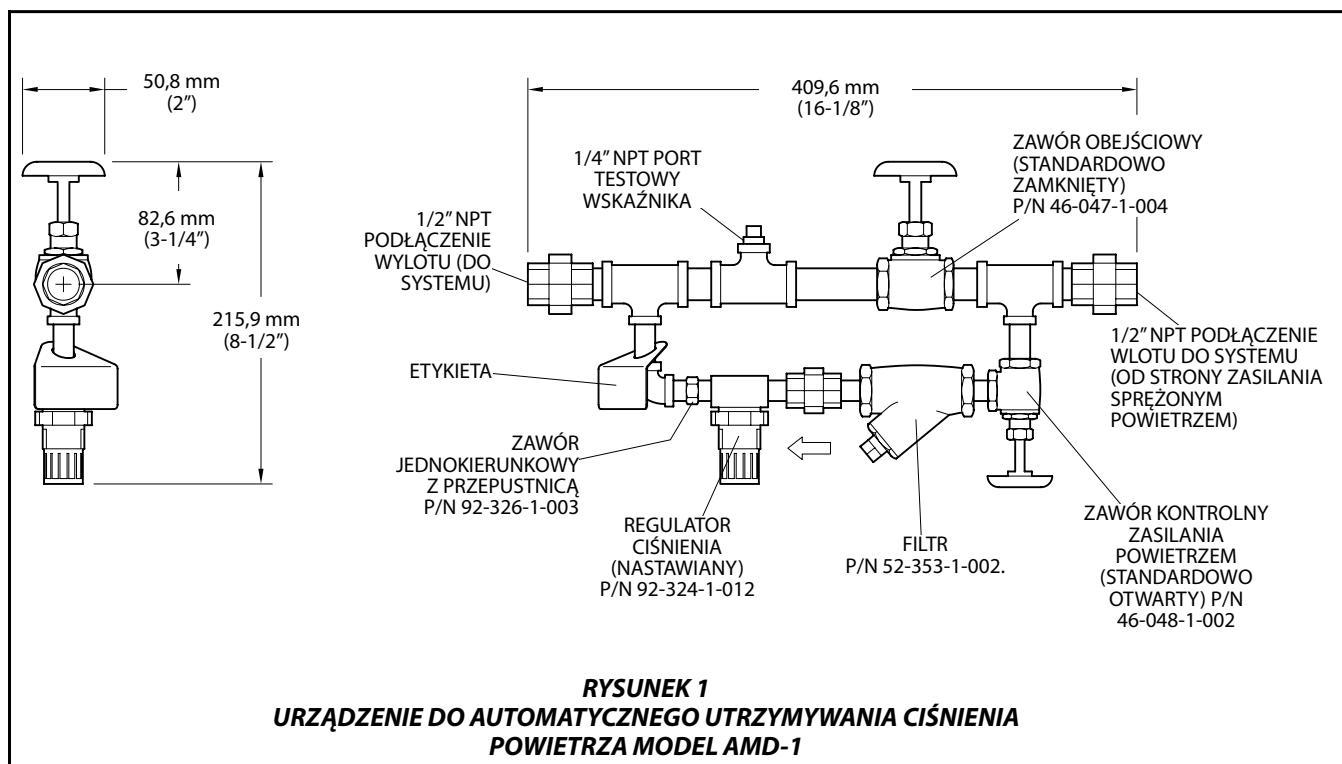 50,8 mm
(2”)
82,6 mm
(3-1/4”)
215,9 mm
(8-1/2”)
409,6 mm
(16-1/8”)
1/4” NPT PORT
TESTOWY
WSKAŹNIKA
ZAWÓR OBEJŚCIOWY
(STANDARDOWO
ZAMKNIĘTY)
P/N 46-047-1-004
1/2” NPT
PODŁĄCZENIE
WYLOTU (DO
SYSTEMU)
1/2” NPT PODŁĄCZENIE
WLOTU DO SYSTEMU
(OD STRONY ZASILANIA
SPRĘŻONYM
POWIETRZEM)
ETYKIETA
ZAWÓR
JEDNOKIERUNKOWY
Z PRZEPUSTNICĄ
P/N 92-326-1-003
REGULATOR
CIŚNIENIA
(NASTAWIANY)
P/N 92-324-1-012
FILTR
P/N 52-353-1-002.
ZAWÓR KONTROLNY
ZASILANIA
POWIETRZEM
(STANDARDOWO
OTWARTY) P/N
46-048-1-002
RYSUNEK 1
URZĄDZENIE DO AUTOMATYCZNEGO UTRZYMYWANIA CIŚNIENIA
POWIETRZA MODEL AMD-1